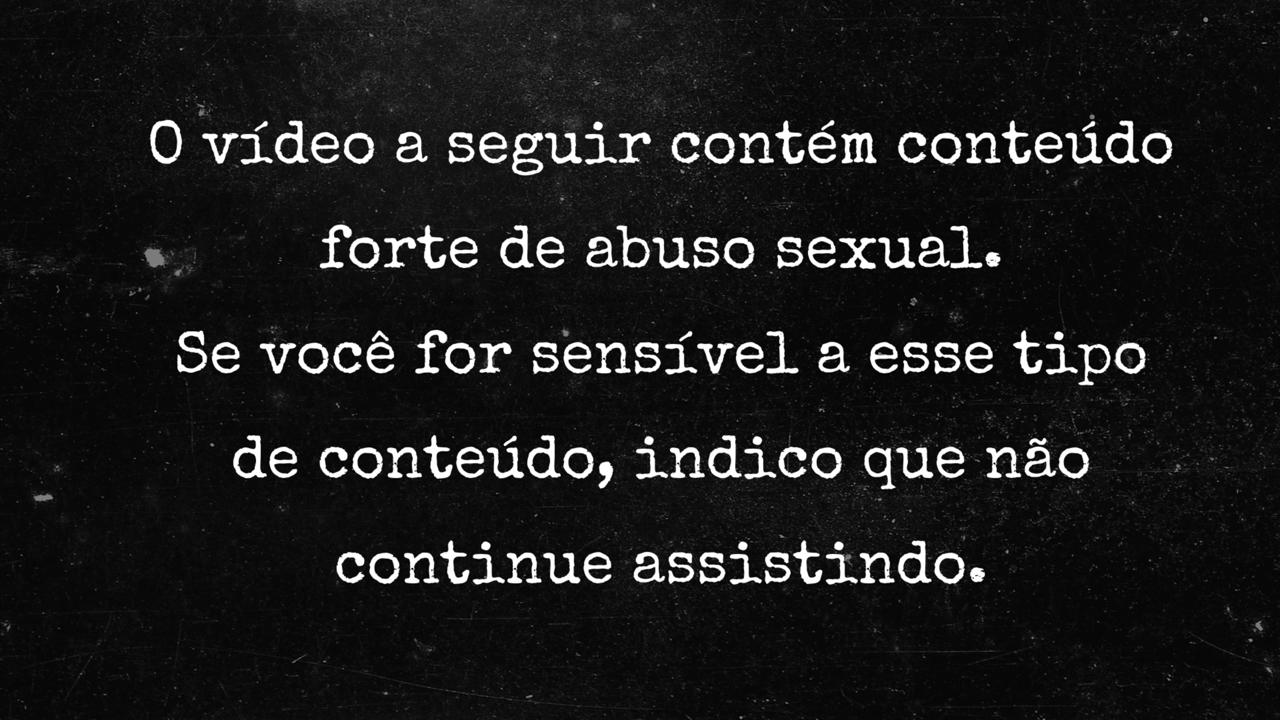 O vídeo a seguir contém conteúdo
forte de abuso sexual.
Se você for sensível a esse tipo
de conteúdo, indico que não
continue assistindo.